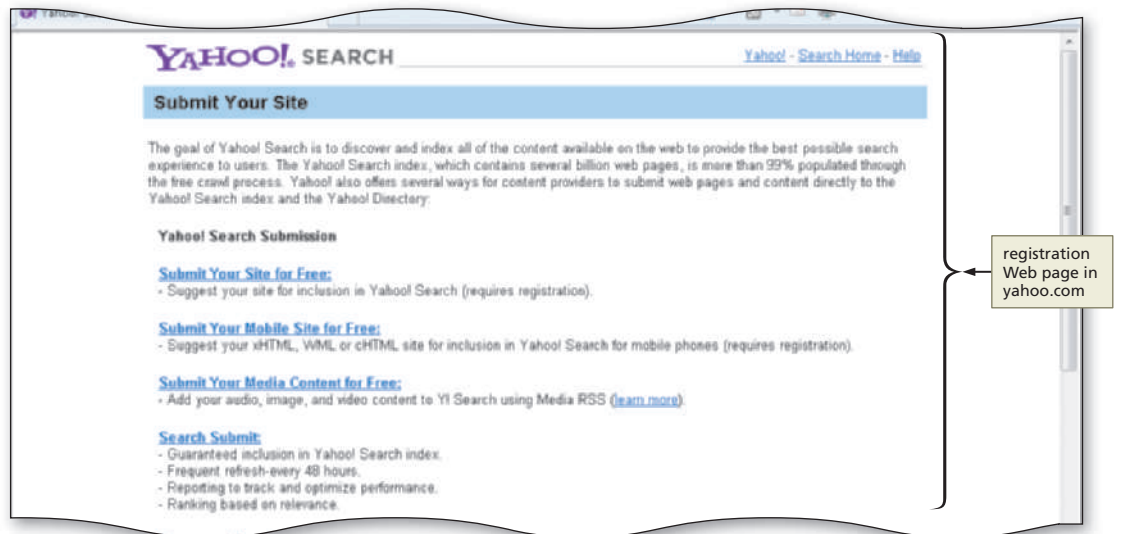 YAHOO! SEARCH
Yahoo! - Search Home - Help
Submit Your Site
The goal of Yahoo! Search is to discover and index all of the content available on the web to provide the best possible search
experience to users. The Yahoo! Search index, which contains several billion web pages, is more than 99% populated through
the free crawl process. Yahoo! also offers several ways for content providers to submit web pages and content directly to the
Yahoo! Search index and the Yahoo! Directory:
Yahoo! Search Submission
Submit Your Site for Free:
- Suggest your site for inclusion in Yahoo! Search (requires registration).
Submit Your Mobile Site for Free:
- Suggest your xHTML, WML or cHTML site for inclusion in Yahoo! Search for mobile phones (requires registration).
Submit Your Media Content for Free:
- Add your audio, image, and video content to Y! Search using Media RSS (learn more).
Search Submit:
- Guaranteed inclusion in Yahoo! Search index.
- Frequent refresh-every 48 hours.
- Reporting to track and optimize performance.
- Ranking based on relevance.
registration
Web page in
yahoo.com